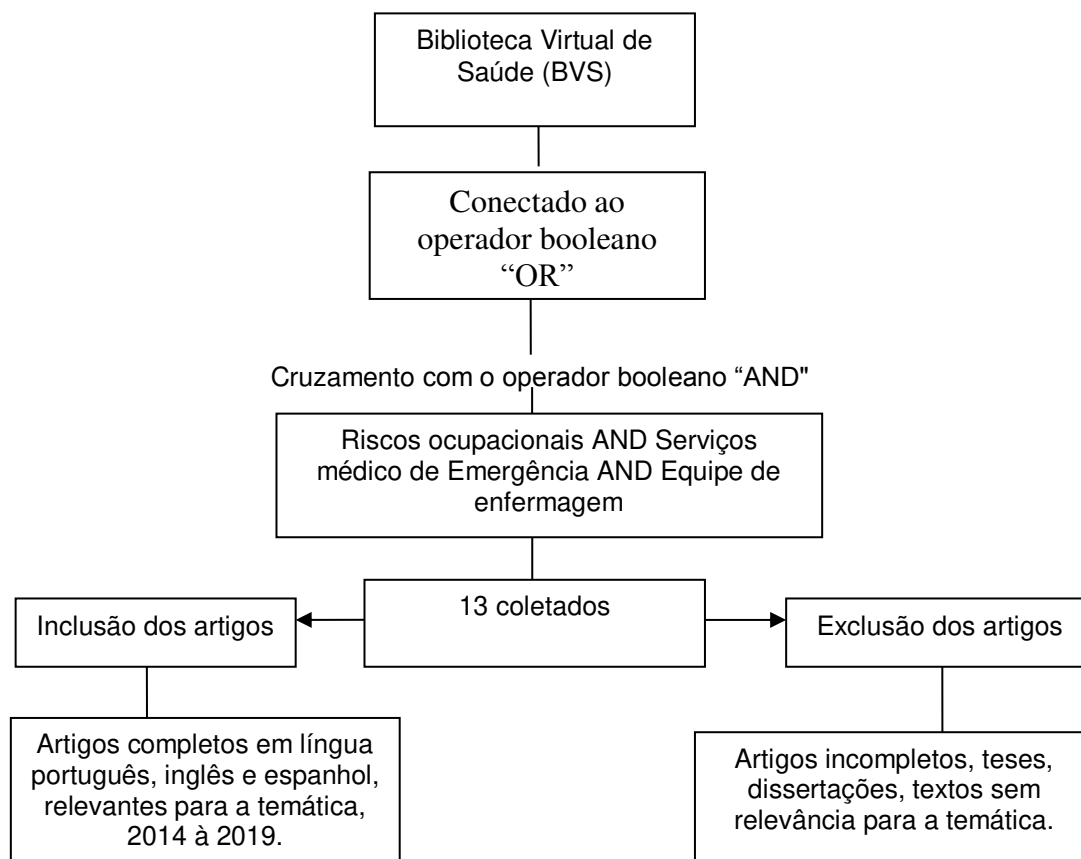 Biblioteca Virtual de
Saúde (BVS)
Conectado ao
operador booleano
“OR”
Cruzamento com o operador booleano “AND"
Riscos ocupacionais AND Serviços
médico de Emergência AND Equipe de
enfermagem
13 coletados
Inclusão dos artigos
Exclusão dos artigos
Artigos completos em língua
português, inglês e espanhol,
relevantes para a temática,
2014 à 2019.
Artigos incompletos, teses,
dissertações, textos sem
relevância para a temática.